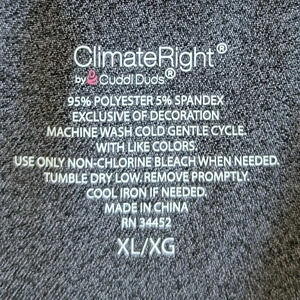 ClimateRight®
by Cuddl Duds®
95% POLYESTER 5% SPANDEX
EXCLUSIVE OF DECORATION
MACHINE WASH COLD GENTLE CYCLE.
WITH LIKE COLORS.
USE ONLY NON-CHLORINE BLEACH WHEN NEEDED.
TUMBLE DRY LOW. REMOVE PROMPTLY.
COOL IRON IF NEEDED.
MADE IN CHINA
RN 34452
XL/XG